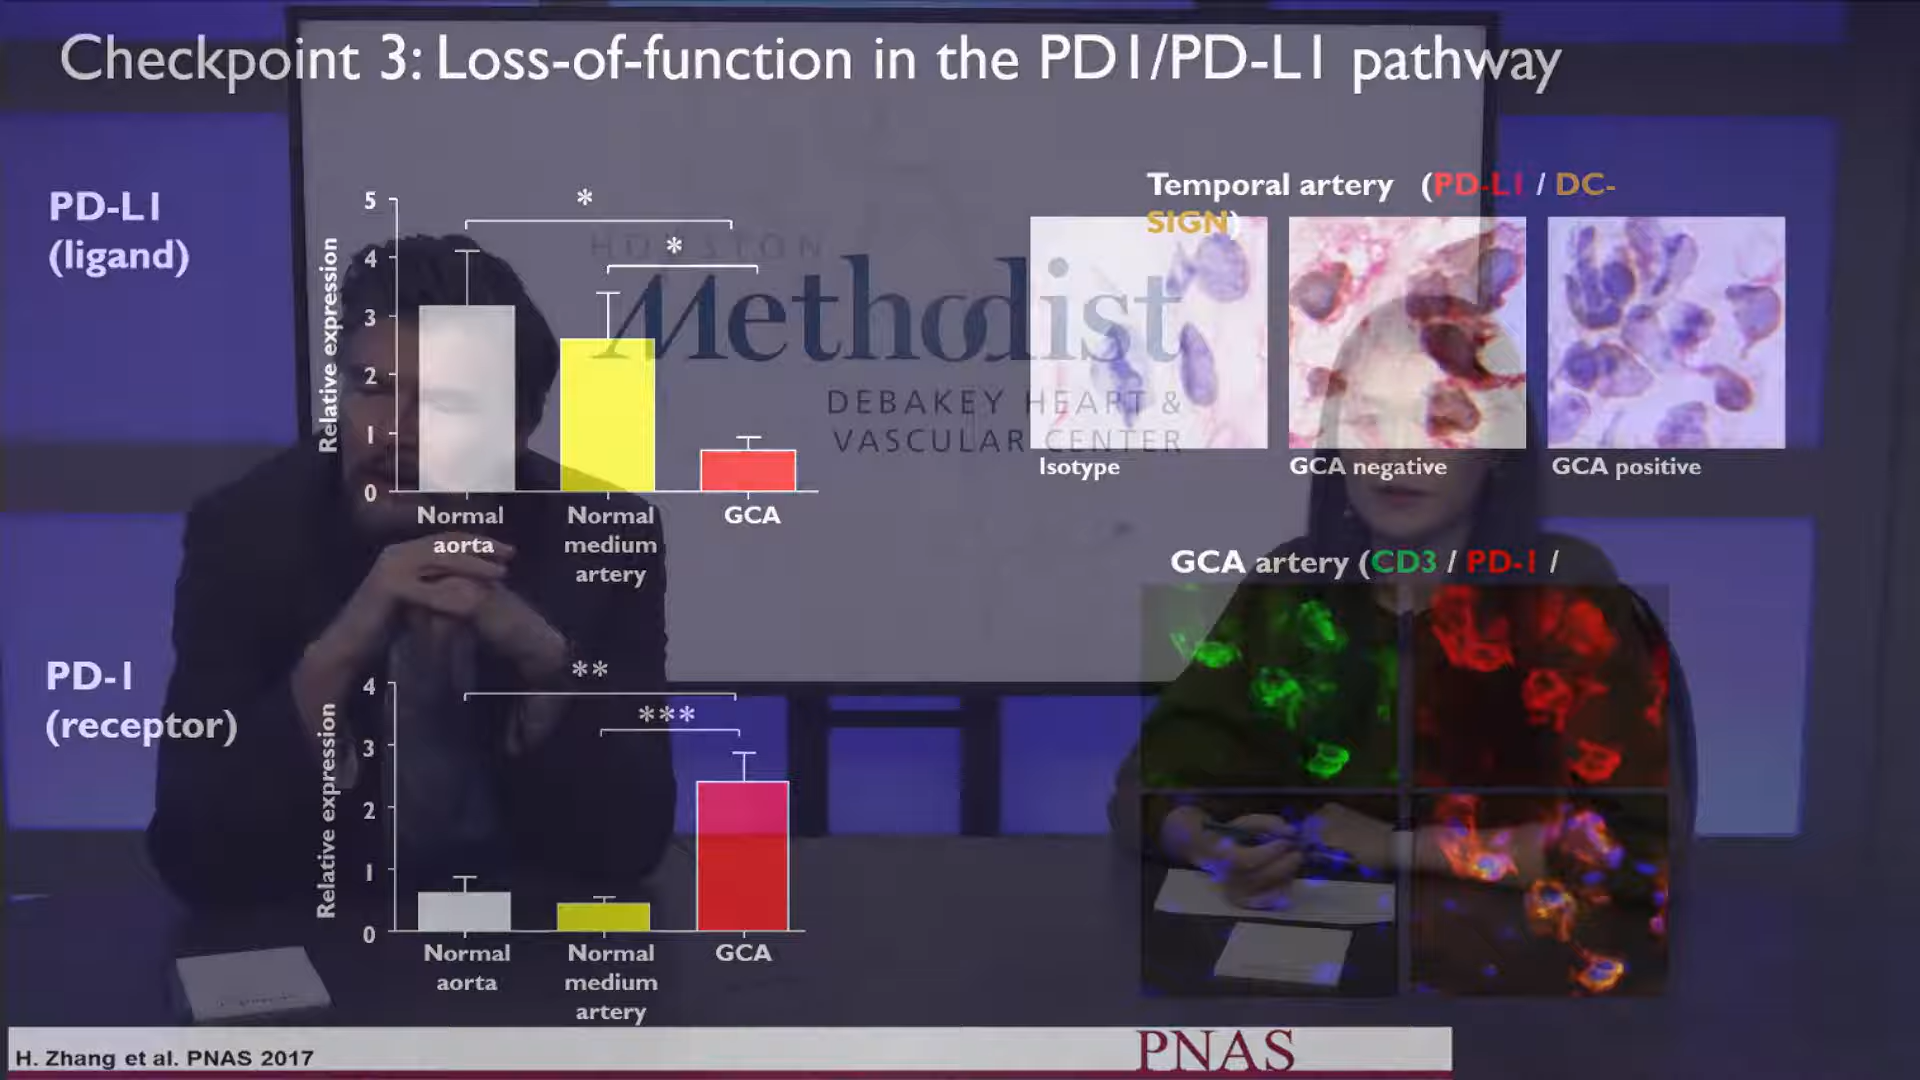 Checkpoint 3: Loss-of-function in the PD1/PD-L1 pathway
PD-L1
(ligand)
Relative expression
5
4
3
2
1
0
*
*
Normal
aorta
Normal
medium
artery
GCA
HOUSTON
Methodist
DEBAKEY HEART &
VASCULAR CENTER
Temporal artery (PD-L1 / DC-
SIGN)
Isotype
GCA negative
GCA positive
PD-1
(receptor)
Relative expression
4
3
2
1
0
**
***
Normal
aorta
Normal
medium
artery
GCA
GCA artery (CD3 / PD-1 /
H. Zhang et al. PNAS 2017
PNAS